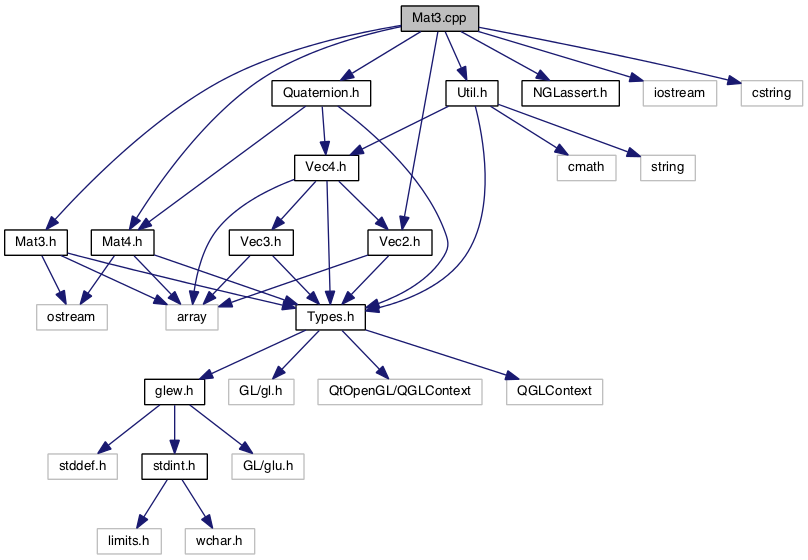 Mat3.cpp
Quaternion.h
Util.h
NGLassert.h
iostream
cstring
Vec4.h
cmath
string
Mat3.h
Mat4.h
Vec3.h
Vec2.h
ostream
array
Types.h
glew.h
GL/gl.h
QtOpenGL/QGLContext
QGLContext
stddef.h
stdint.h
GL/glu.h
limits.h
wchar.h